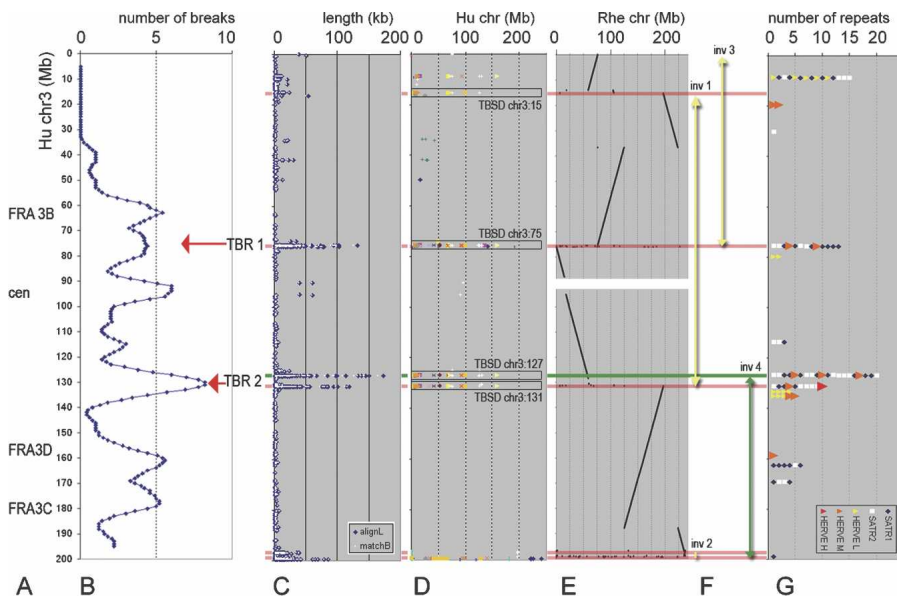 number of breaks
length (kb)
Hu chr (Mb)
Rhe chr (Mb)
number of repeats
0 5 10
0 50 100 150 200
0 100 200
0 100 200
0 5 10 15 20
Hu chr3 (Mb)
0
10
20
30
40
50
60
70
80
90
100
110
120
130
140
150
160
170
180
190
200
FRA 3B
cen
FRA3D
FRA3C
TBR 1
TBR 2
TBSD chr3:15
TBSD chr3:75
TBSD chr3:127
TBSD chr3:131
inv 3
inv 1
inv 4
inv 2
alignL
matchB
HERVE H
HERVE M
HERVE L
SATR2
SATR1
A B C D E F G